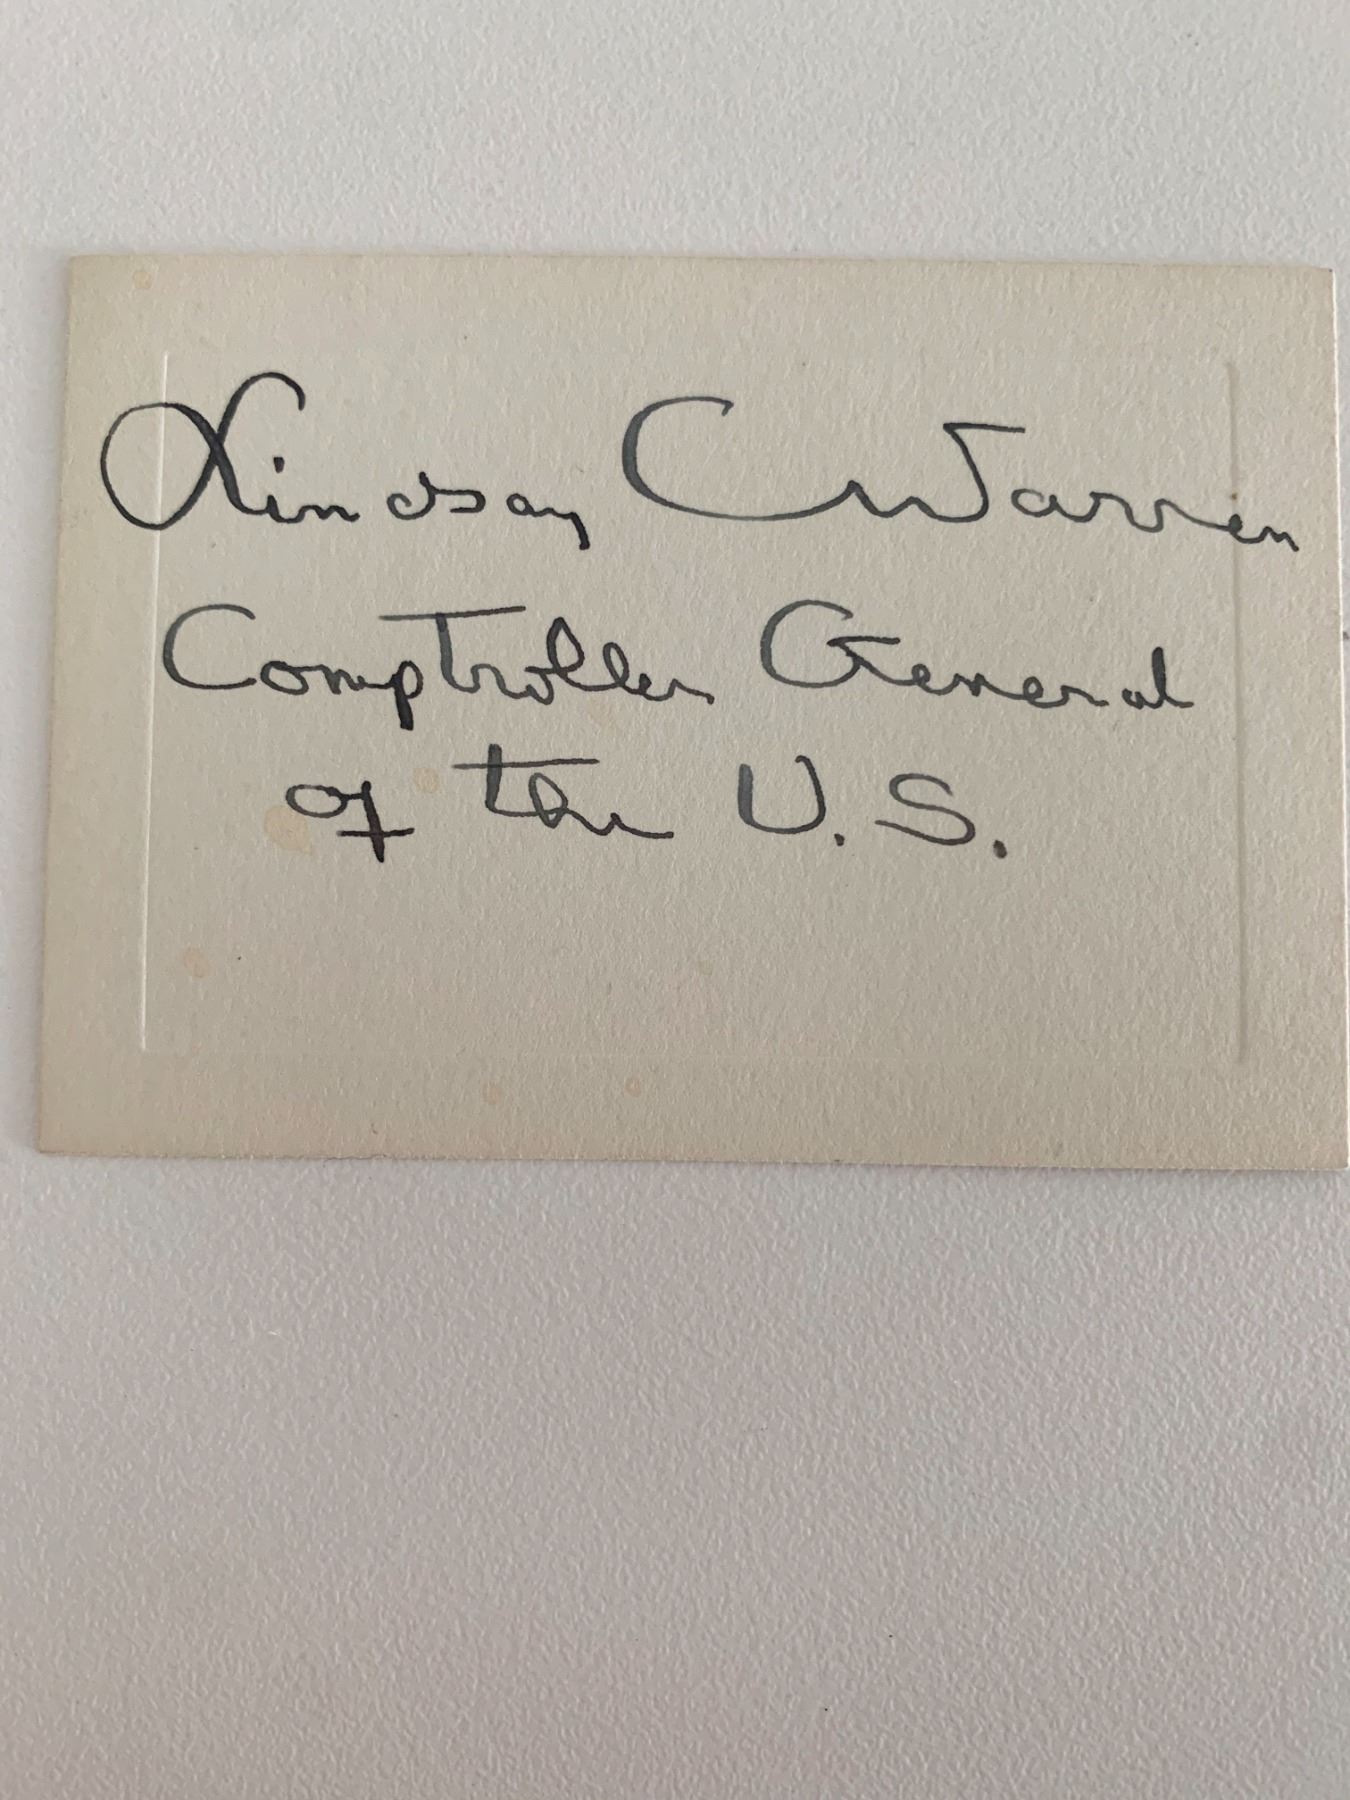 Lindsay C Warren
Comptroller General
of the U.S.